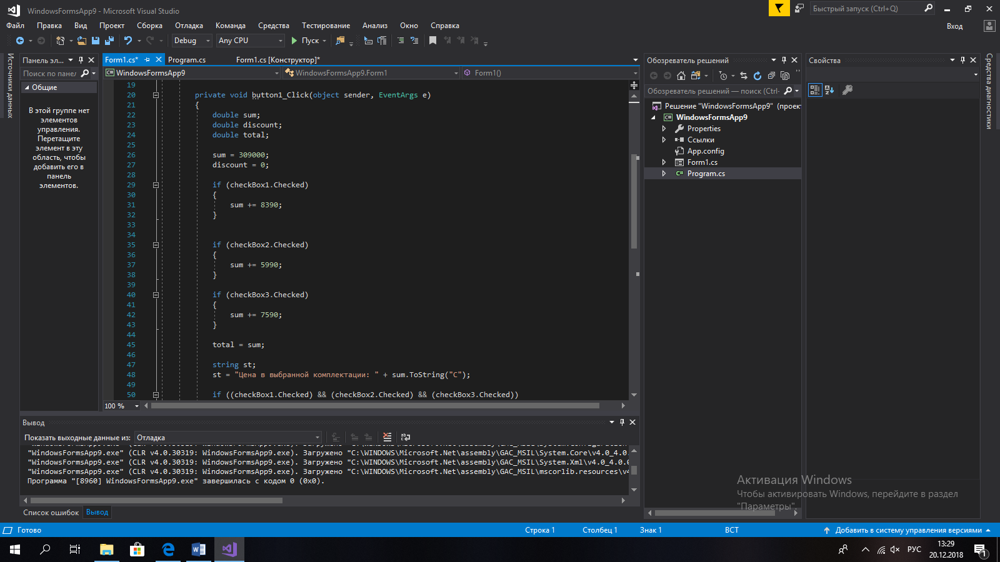 WindowsFormsApp9 - Microsoft Visual Studio
Быстрый запуск (Ctrl+Q)
Файл Правка Вид Проект Сборка Отладка Команда Средства Тестирование Анализ Окно Справка
Вход
Debug Any CPU Пуск
Источники данных
Панель эл...
Поиск по панел
Общие
В этой группе нет
элементов
управления.
Перетащите
элемент в эту
область, чтобы
добавить его в
панель
элементов.
Form1.cs* Program.cs Form1.cs [Конструктор]*
WindowsFormsApp9 WindowsFormsApp9.Form1 Form1()
19
20 private void button1_Click(object sender, EventArgs e)
21 {
22 double sum;
23 double discount;
24 double total;
25
26 sum = 309000;
27 discount = 0;
28
29 if (checkBox1.Checked)
30 {
31 sum += 8390;
32 }
33
34
35 if (checkBox2.Checked)
36 {
37 sum += 5990;
38 }
39
40 if (checkBox3.Checked)
41 {
42 sum += 7590;
43 }
44
45 total = sum;
46
47 string st;
48 st = "Цена в выбранной комплектации: " + sum.ToString("C");
49
50 if ((checkBox1.Checked) && (checkBox2.Checked) && (checkBox3.Checked))
100 %
Обозреватель решений
Обозреватель решений — поиск (Ctrl-
Решение "WindowsFormsApp9" (проек
WindowsFormsApp9
Properties
Ссылки
App.config
Form1.cs
Program.cs
Свойства
Средства диагностики
Вывод
Показать выходные данные из: Отладка
"WindowsFormsApp9.exe" (CLR v4.0.30319: WindowsFormsApp9.exe). Загружено "C:\WINDOWS\Microsoft.Net\assembly\GAC_MSIL\System.Core\v4.0_4.0.
"WindowsFormsApp9.exe" (CLR v4.0.30319: WindowsFormsApp9.exe). Загружено "C:\WINDOWS\Microsoft.Net\assembly\GAC_MSIL\System.Xml\v4.0_4.0.0
"WindowsFormsApp9.exe" (CLR v4.0.30319: WindowsFormsApp9.exe). Загружено "C:\WINDOWS\Microsoft.Net\assembly\GAC_MSIL\mscorlib.resources\v4
Программа "[8960] WindowsFormsApp9.exe" завершилась с кодом 0 (0x0).
Список ошибок Вывод
Активация Windows
Чтобы активировать Windows, перейдите в раздел
"Параметры".
Готово Строка 1 Столбец 1 Знак 1 ВСТ Добавить в систему управления версиями
РУС
13:29
20.12.2018
1